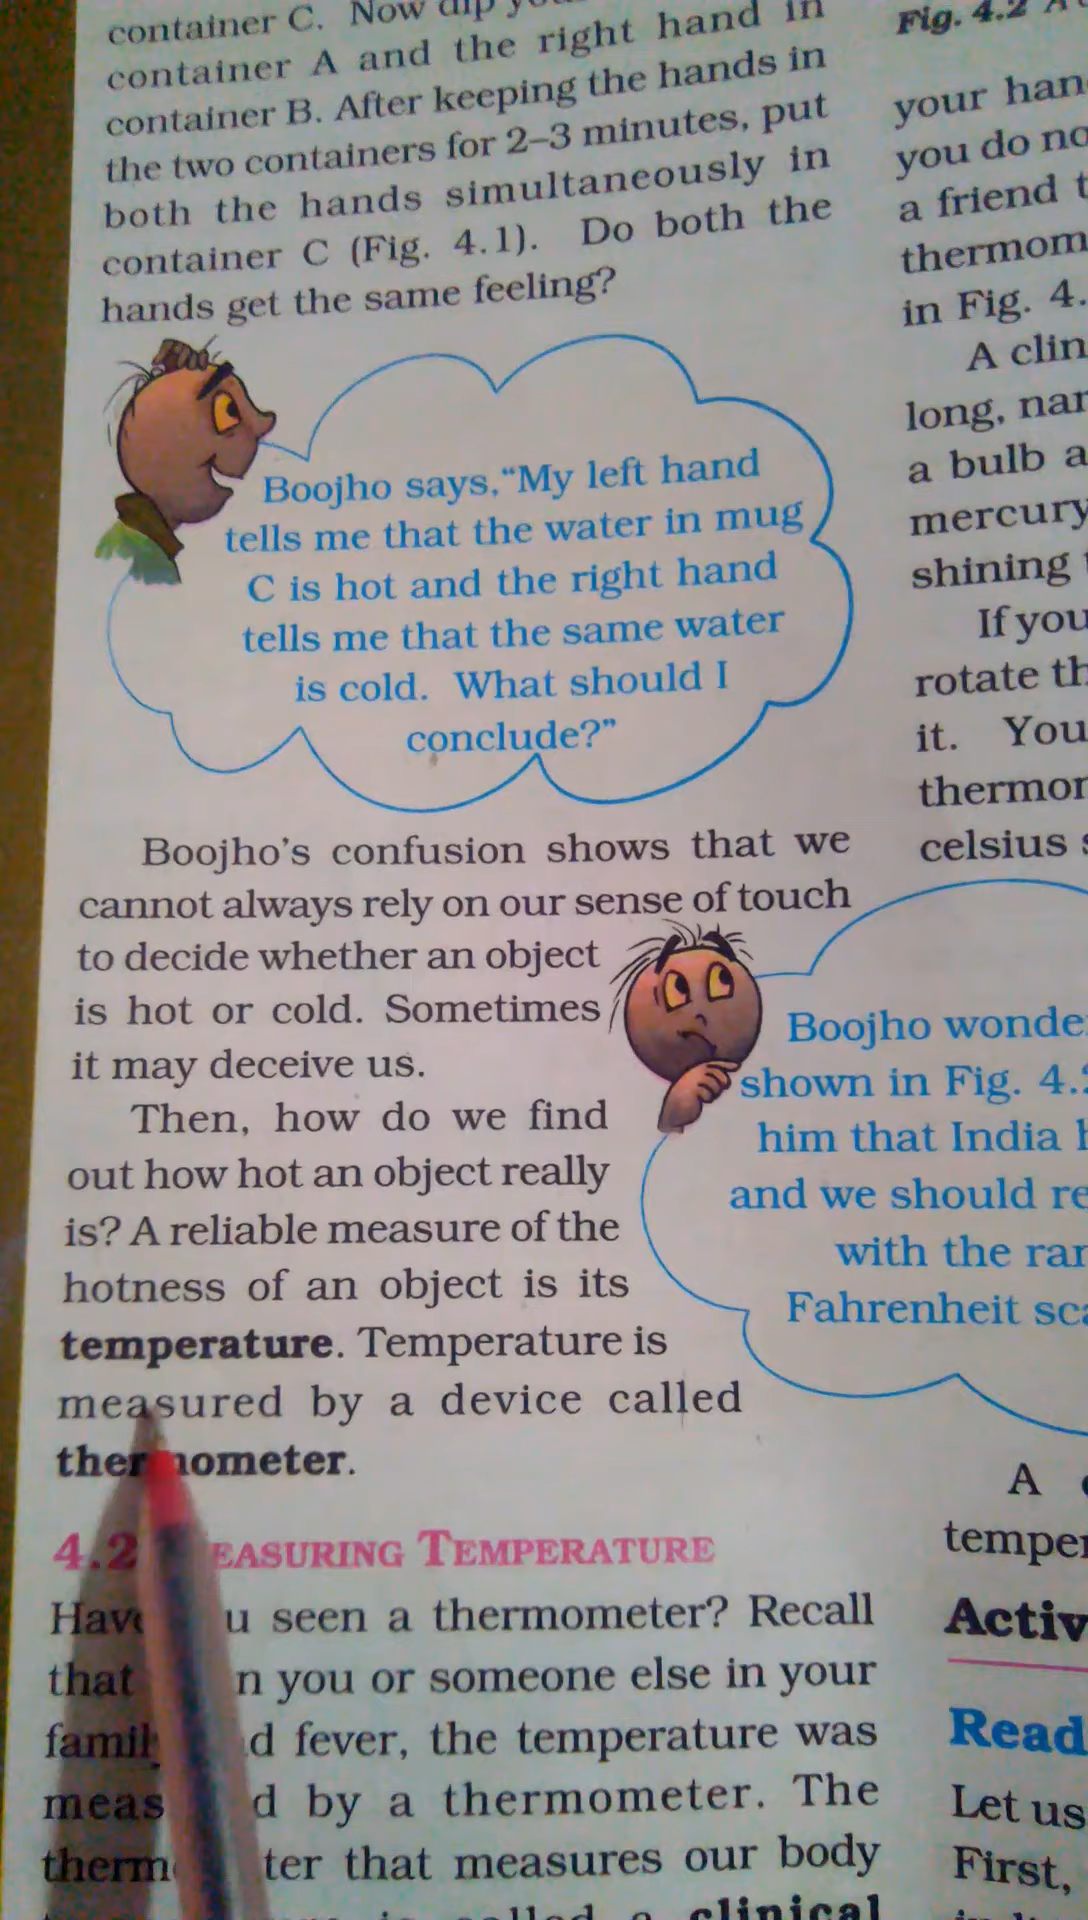 container C. Now dip
container A and the right hand in
container B. After keeping the hands in
the two containers for 2–3 minutes, put
both the hands simultaneously in
container C (Fig. 4.1). Do both the
hands get the same feeling?
Boojho says,“My left hand
tells me that the water in mug
C is hot and the right hand
tells me that the same water
is cold. What should I
conclude?”
Boojho’s confusion shows that we
cannot always rely on our sense of touch
to decide whether an object
is hot or cold. Sometimes
it may deceive us.
Then, how do we find
out how hot an object really
is? A reliable measure of the
hotness of an object is its
temperature. Temperature is
measured by a device called
thermometer.
4.2 MEASURING TEMPERATURE
Have u seen a thermometer? Recall
that n you or someone else in your
family d fever, the temperature was
meas d by a thermometer. The
therm ter that measures our body
called a clinical
Fig. 4.2 A
your han
you do no
a friend t
thermom
in Fig. 4.
A clin
long, nar
a bulb a
mercury
shining
If you
rotate th
it. You
thermor
celsius s
Boojho wonde
shown in Fig. 4.
him that India h
and we should re
with the ran
Fahrenheit sca
A
temper
Activ
Read
Let us
First,